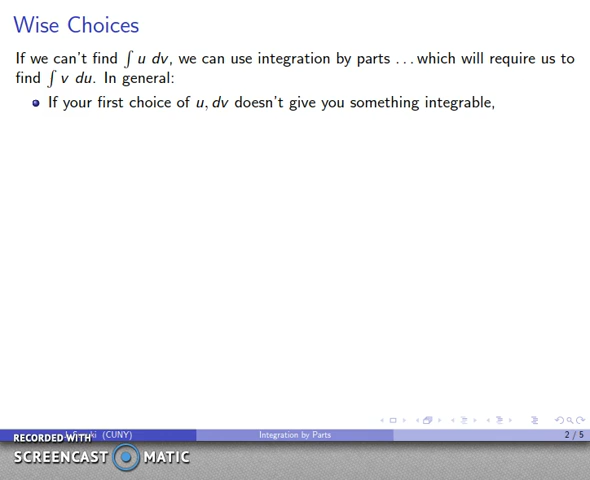 Wise Choices
If we can't find ∫ u dv, we can use integration by parts ... which will require us to
find ∫ v du. In general:
If your first choice of u, dv doesn't give you something integrable,
(CUNY) Integration by Parts 2 / 5
RECORDED WITH
SCREENCAST MATIC